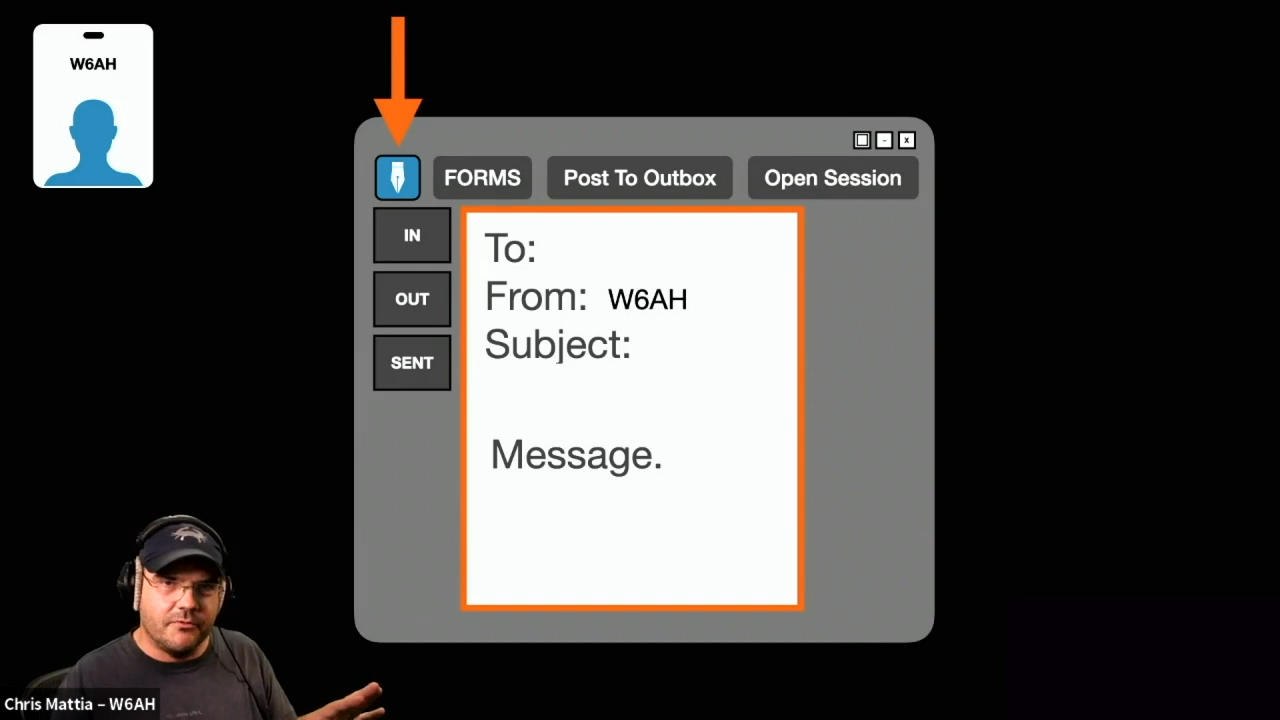 W6AH
FORMS
Post To Outbox
Open Session
IN
OUT
SENT
To:
From: W6AH
Subject:
Message.
Chris Mattia – W6AH